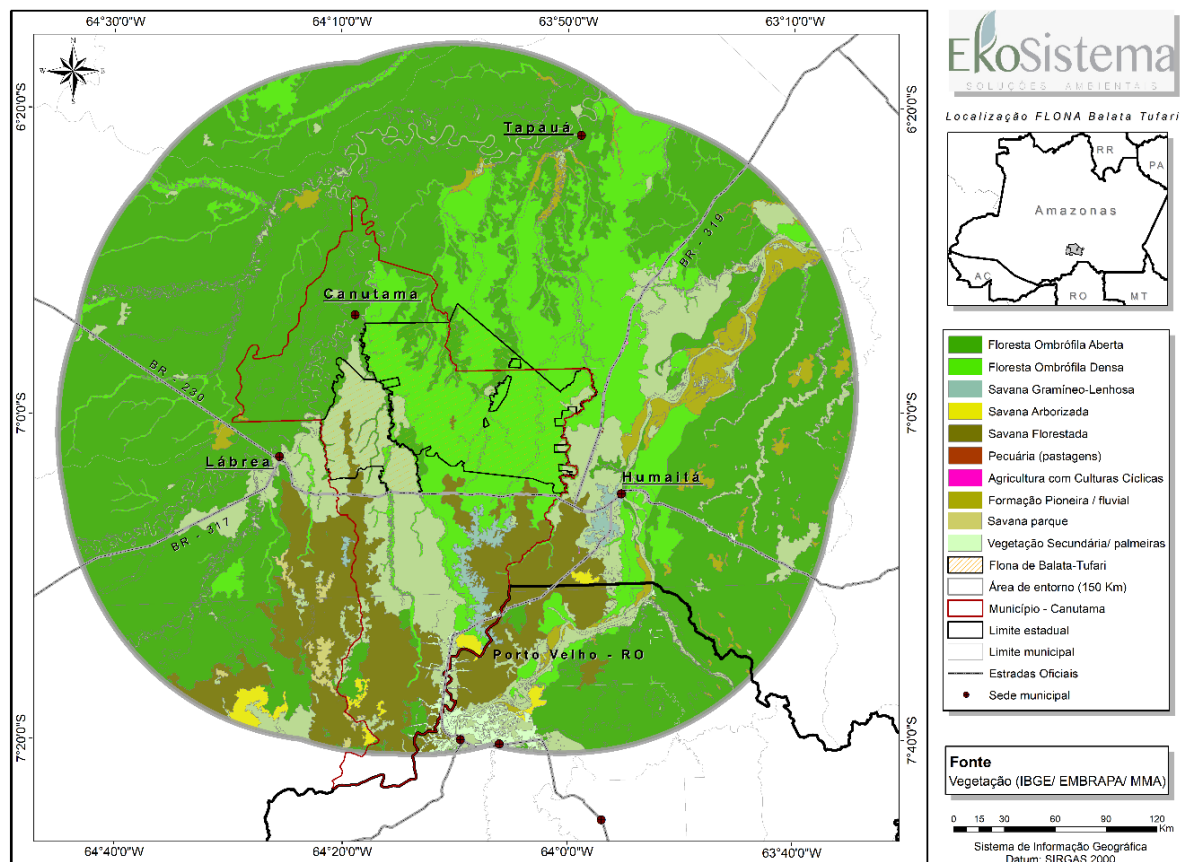 64°30'0"W
64°10'0"W
63°50'0"W
63°10'0"W
N
W
S
S
6°20'0"S
6°20'0"S
Tapauá
BR - 319
Canutama
BR - 230
7°0'0"S
7°0'0"S
Lábrea
Humaitá
BR - 317
Porto Velho - RO
7°20'0"S
7°40'0"S
64°40'0"W
64°20'0"W
64°0'0"W
63°40'0"W
EkoSistema
SOLUÇÕES AMBIENTAIS
Localização FLONA Balata Tufari
RR
PA
Amazonas
AC
RO
MT
Floresta Ombrófila Aberta
Floresta Ombrófila Densa
Savana Gramíneo-Lenhosa
Savana Arborizada
Savana Florestada
Pecuária (pastagens)
Agricultura com Culturas Cíclicas
Formação Pioneira / fluvial
Savana parque
Vegetação Secundária/ palmeiras
Flona de Balata-Tufari
Área de entorno (150 Km)
Município - Canutama
Limite estadual
Limite municipal
Estradas Oficiais
Sede municipal
Fonte
Vegetação (IBGE/ EMBRAPA/ MMA)
0 15 30 60 90 120
Km
Sistema de Informação Geográfica
Datum: SIRGAS 2000